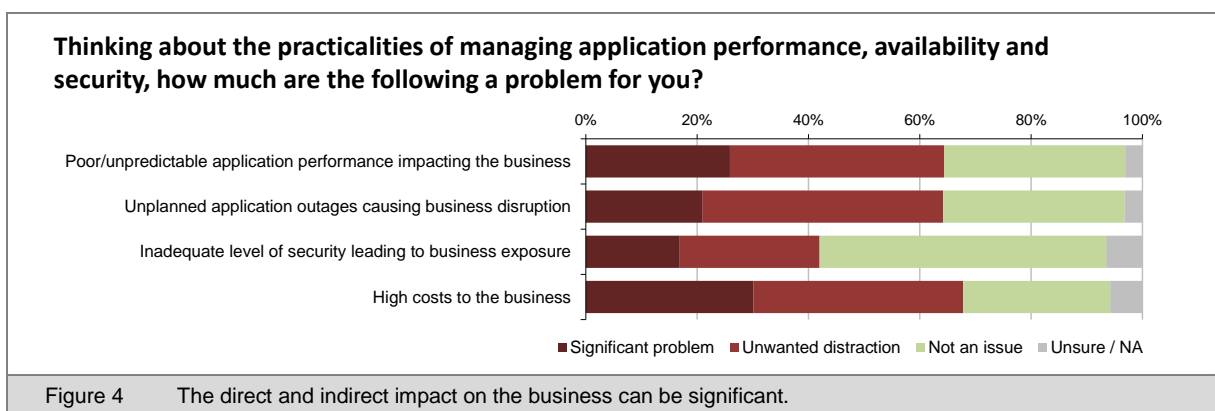 Thinking about the practicalities of managing application performance, availability and
security, how much are the following a problem for you?
0% 20% 40% 60% 80% 100%
Poor/unpredictable application performance impacting the business
Unplanned application outages causing business disruption
Inadequate level of security leading to business exposure
High costs to the business
Significant problem Unwanted distraction Not an issue Unsure / NA
Figure 4 The direct and indirect impact on the business can be significant.